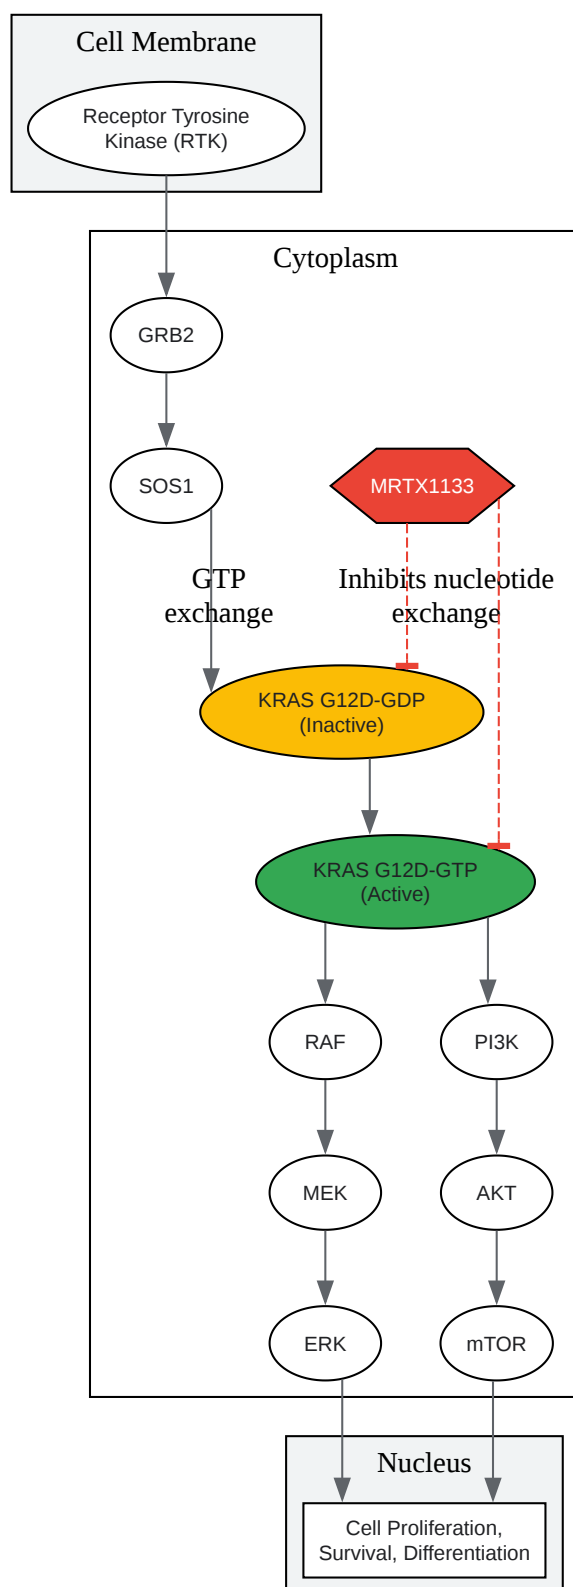 Cell Membrane
Receptor Tyrosine
Kinase (RTK)
Cytoplasm
GRB2
SOS1
MRTX1133
GTP
exchange
Inhibits nucleotide
exchange
KRAS G12D-GDP
(Inactive)
KRAS G12D-GTP
(Active)
RAF
PI3K
MEK
AKT
ERK
mTOR
Nucleus
Cell Proliferation,
Survival, Differentiation